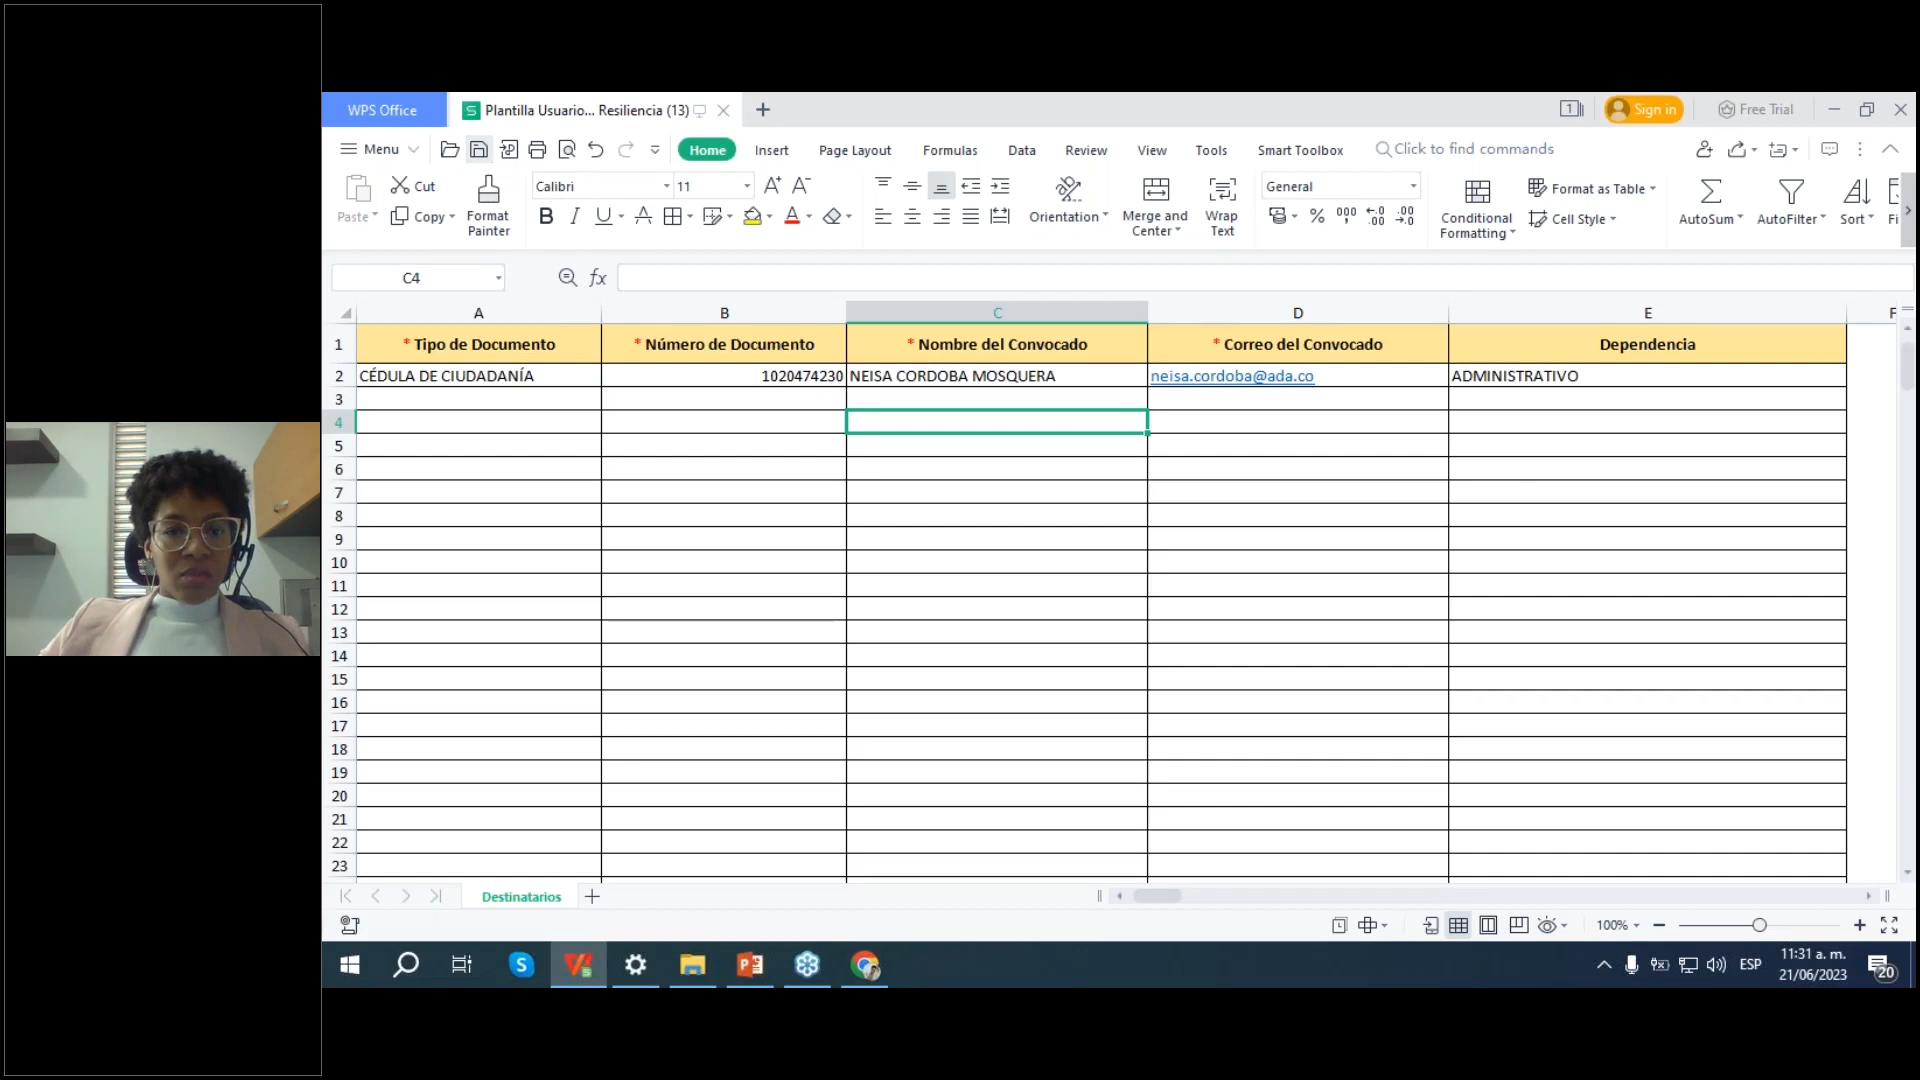 WPS Office
Plantilla Usuario... Resiliencia (13)
Sign in
Free Trial
Menu
Home
Insert
Page Layout
Formulas
Data
Review
View
Tools
Smart Toolbox
Click to find commands
Paste
Cut
Copy
Format
Painter
Calibri
11
Orientation
Merge and
Center
Wrap
Text
General
Conditional
Formatting
Format as Table
Cell Style
AutoSum
AutoFilter
Sort
Fi
C4
fx
A B C D E F
1 * Tipo de Documento * Número de Documento * Nombre del Convocado * Correo del Convocado Dependencia
2 CÉDULA DE CIUDADANÍA 1020474230 NEISA CORDOBA MOSQUERA neisa.cordoba@ada.co ADMINISTRATIVO
3
4
5
6
7
8
9
10
11
12
13
14
15
16
17
18
19
20
21
22
23
Destinatarios
100%
ESP
11:31 a. m.
21/06/2023
20